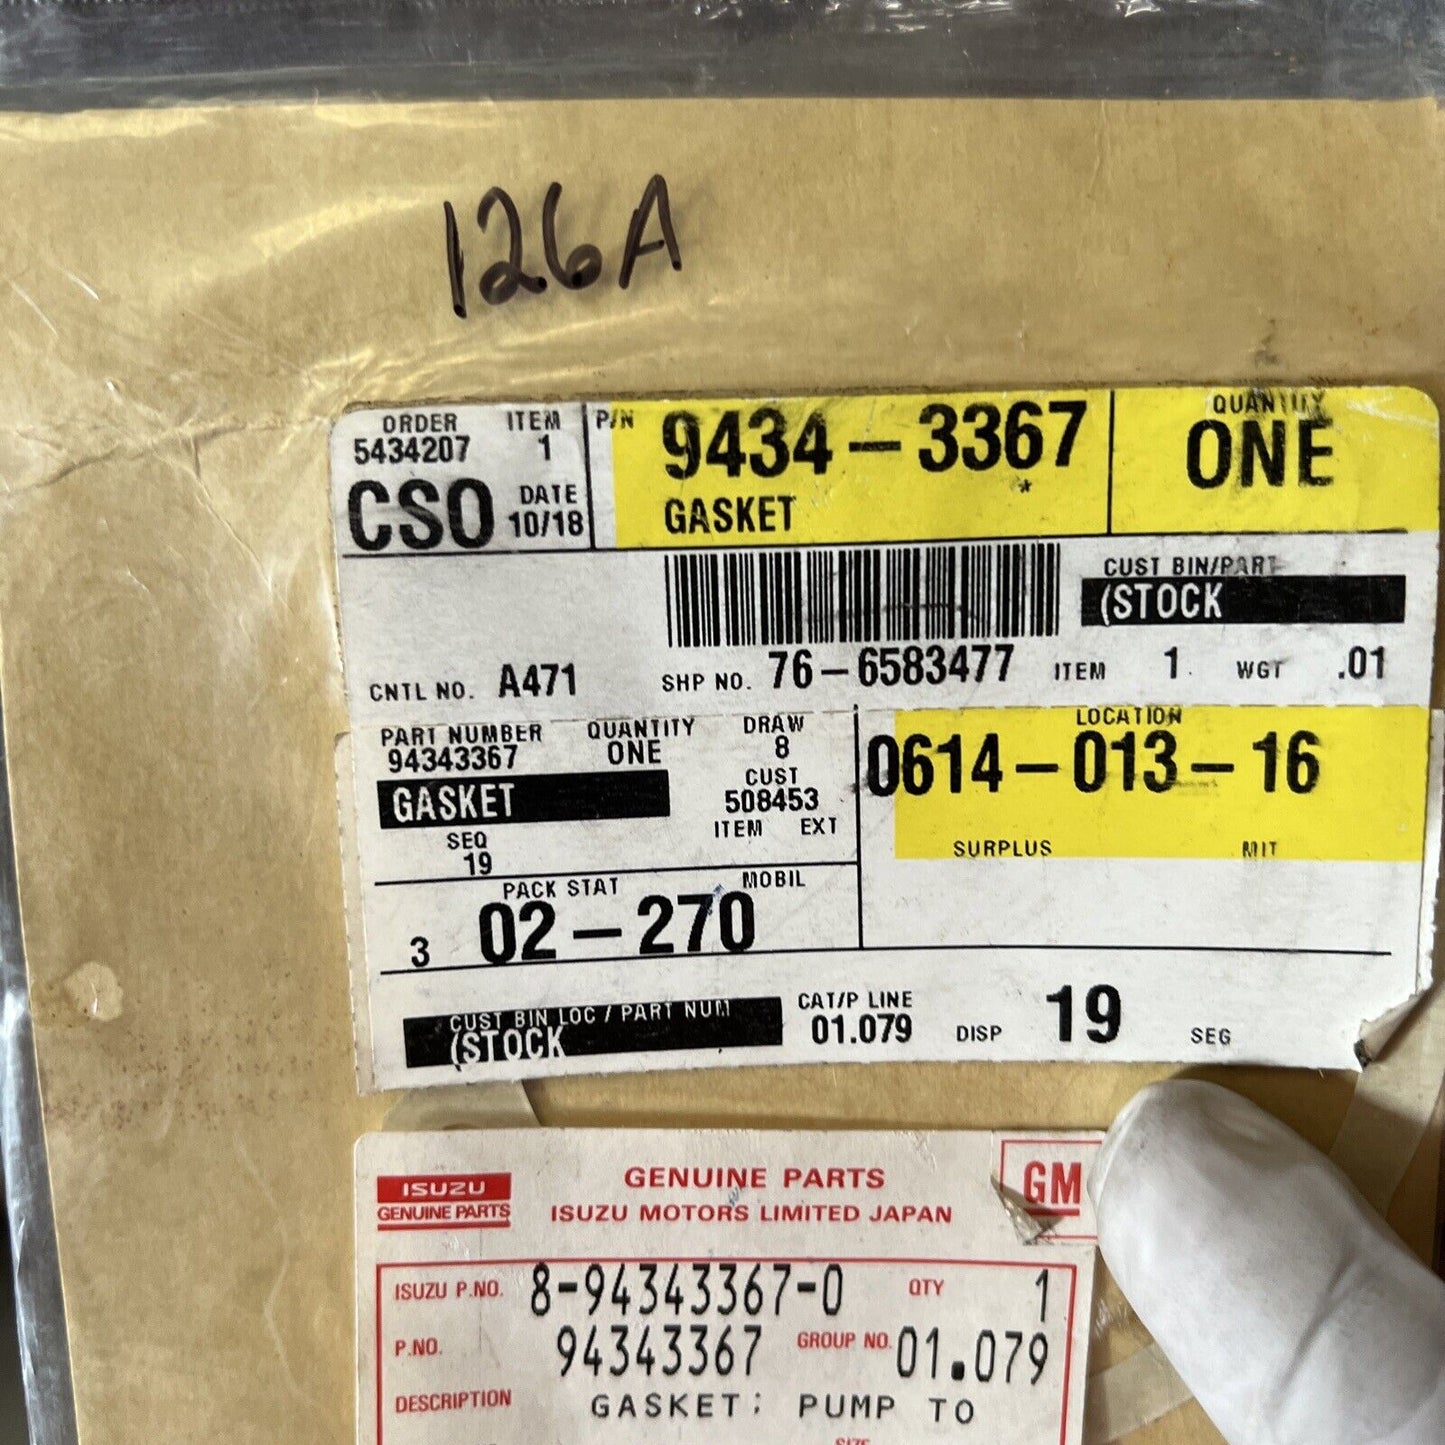 126A
ORDER ITEM P/N 9434-3367 QUANTITY
5434207 1 ONE
CSO DATE 10/18 GASKET *
CUST BIN/PART
(STOCK
CNTL NO. A471 SHP NO. 76-6583477 ITEM 1 WGT .01
PART NUMBER QUANTITY DRAW LOCATION
94343367 ONE 8 0614-013-16
GASKET CUST
508453
SEQ ITEM EXT SURPLUS MIT
19
PACK STAT MOBIL
3 02-270
CUST BIN LOC / PART NUM CAT/P LINE
(STOCK 01.079 DISP 19 SEG
ISUZU GENUINE PARTS GM
GENUINE PARTS ISUZU MOTORS LIMITED JAPAN
ISUZU P.NO. 8-94343367-0 QTY 1
P.NO. 94343367 GROUP NO. 01.079
DESCRIPTION GASKET; PUMP TO